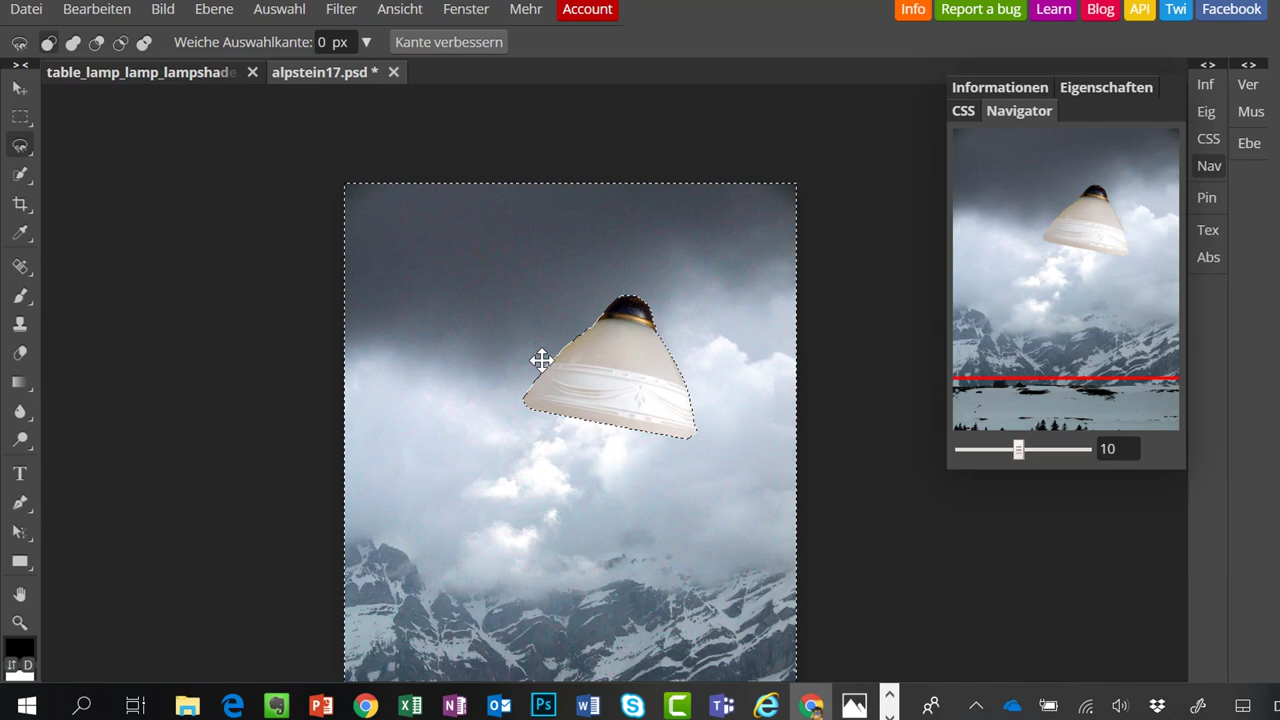 Datei Bearbeiten Bild Ebene Auswahl Filter Ansicht Fenster Mehr Account Info Report a bug Learn Blog API Twi Facebook
Weiche Auswahlkante: 0 px ▼ Kante verbessern
table_lamp_lamp_lampshade alpstein17.psd *
Informationen Eigenschaften
CSS Navigator
10
Inf
Eig
CSS
Nav
Pin
Tex
Abs
Ver
Mus
Ebe
T
D